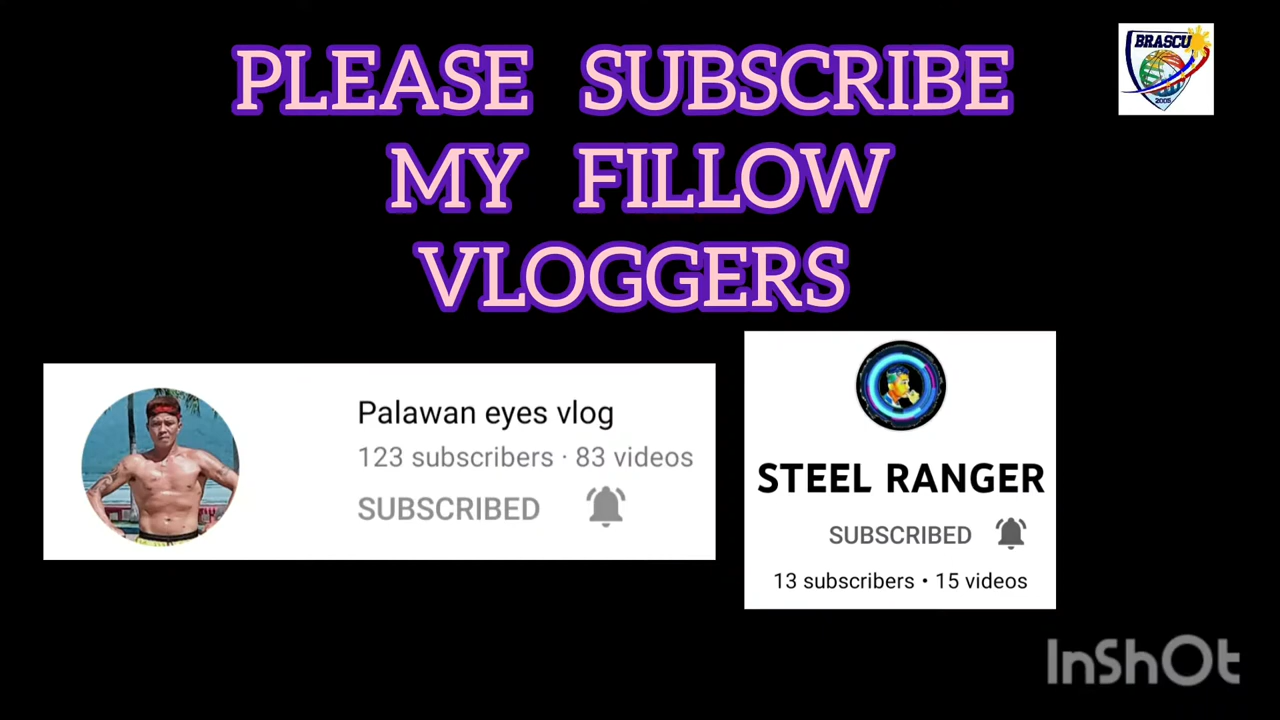 PLEASE SUBSCRIBE
MY FILLOW
VLOGGERS
BRASCU
2005
Palawan eyes vlog
123 subscribers · 83 videos
SUBSCRIBED
STEEL RANGER
SUBSCRIBED
13 subscribers • 15 videos
InShOt